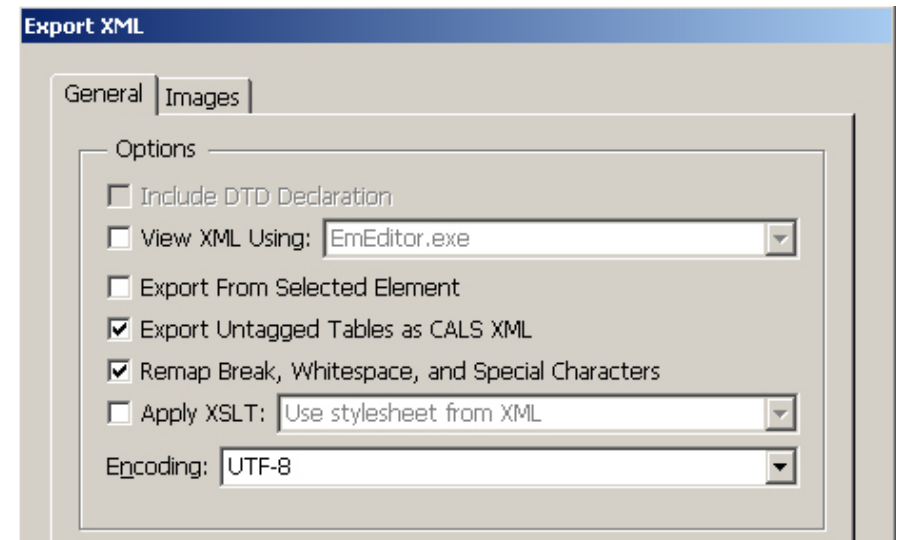 Export XML
General Images
Options
Include DTD Declaration
View XML Using: EmEditor.exe
Export From Selected Element
Export Untagged Tables as CALS XML
Remap Break, Whitespace, and Special Characters
Apply XSLT: Use stylesheet from XML
Encoding: UTF-8